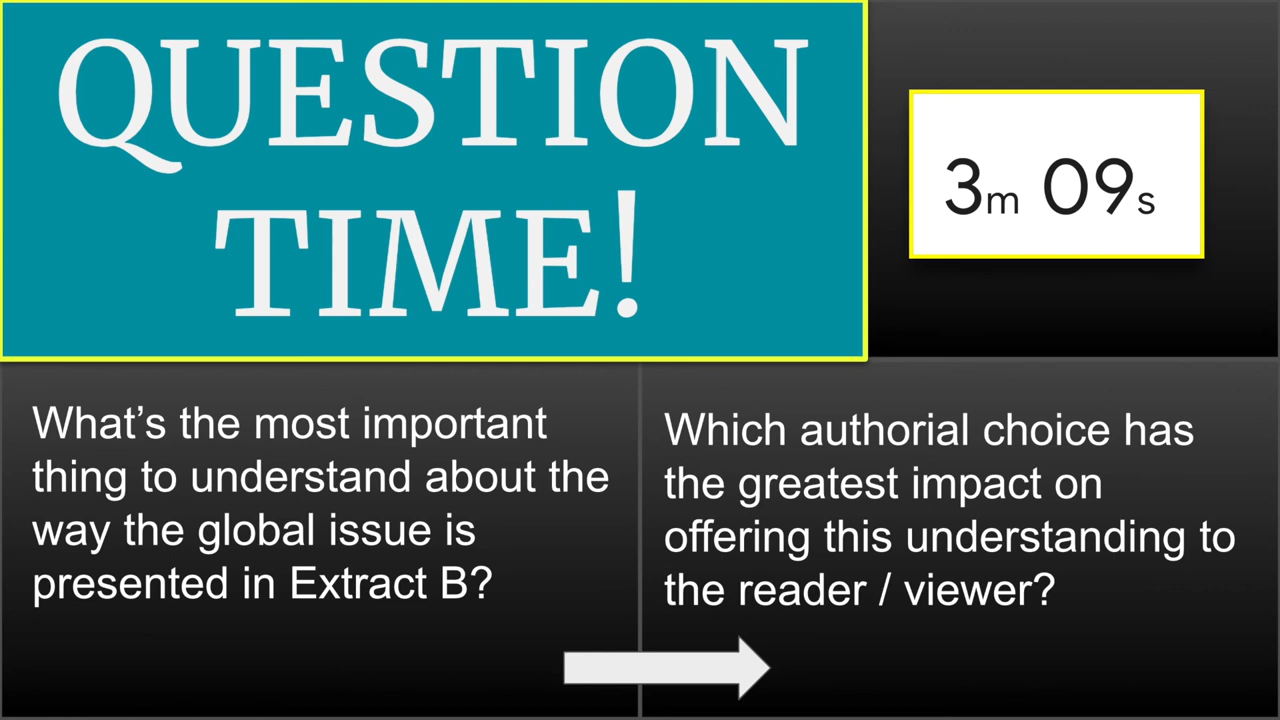 QUESTION
TIME!
3m 09s
What’s the most important
thing to understand about the
way the global issue is
presented in Extract B?
Which authorial choice has
the greatest impact on
offering this understanding to
the reader / viewer?